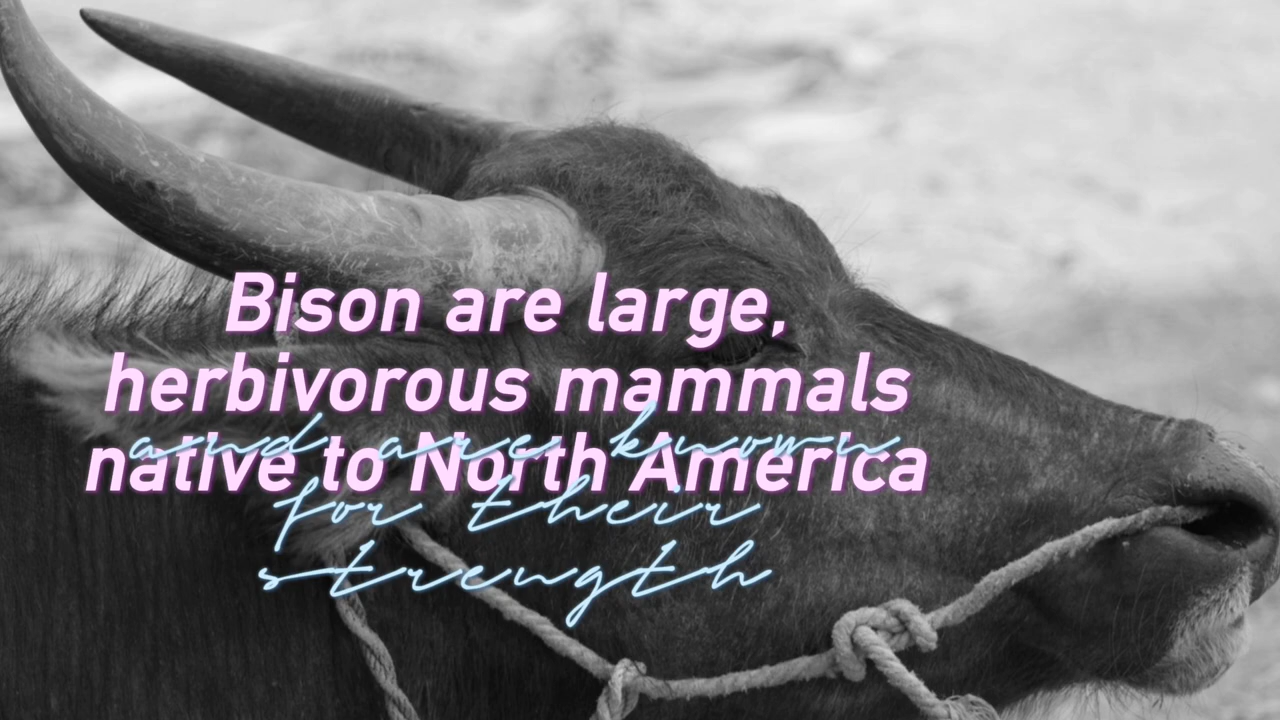 Bison are large,
herbivorous mammals
native to North America
and are known
for their
strength